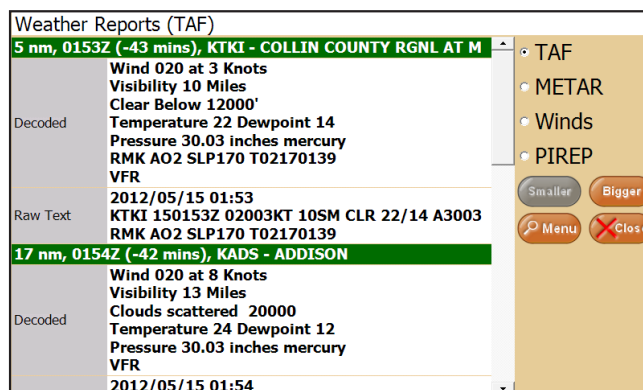 Weather Reports (TAF)
5 nm, 0153Z (-43 mins), KTKI - COLLIN COUNTY RGNL AT M
Decoded
Wind 020 at 3 Knots
Visibility 10 Miles
Clear Below 12000'
Temperature 22 Dewpoint 14
Pressure 30.03 inches mercury
RMK AO2 SLP170 T02170139
VFR
Raw Text
2012/05/15 01:53
KTKI 150153Z 02003KT 10SM CLR 22/14 A3003
RMK AO2 SLP170 T02170139
17 nm, 0154Z (-42 mins), KADS - ADDISON
Decoded
Wind 020 at 8 Knots
Visibility 13 Miles
Clouds scattered 20000
Temperature 24 Dewpoint 12
Pressure 30.03 inches mercury
VFR
2012/05/15 01:54
TAF
METAR
Winds
PIREP
Smaller
Bigger
Menu
Close